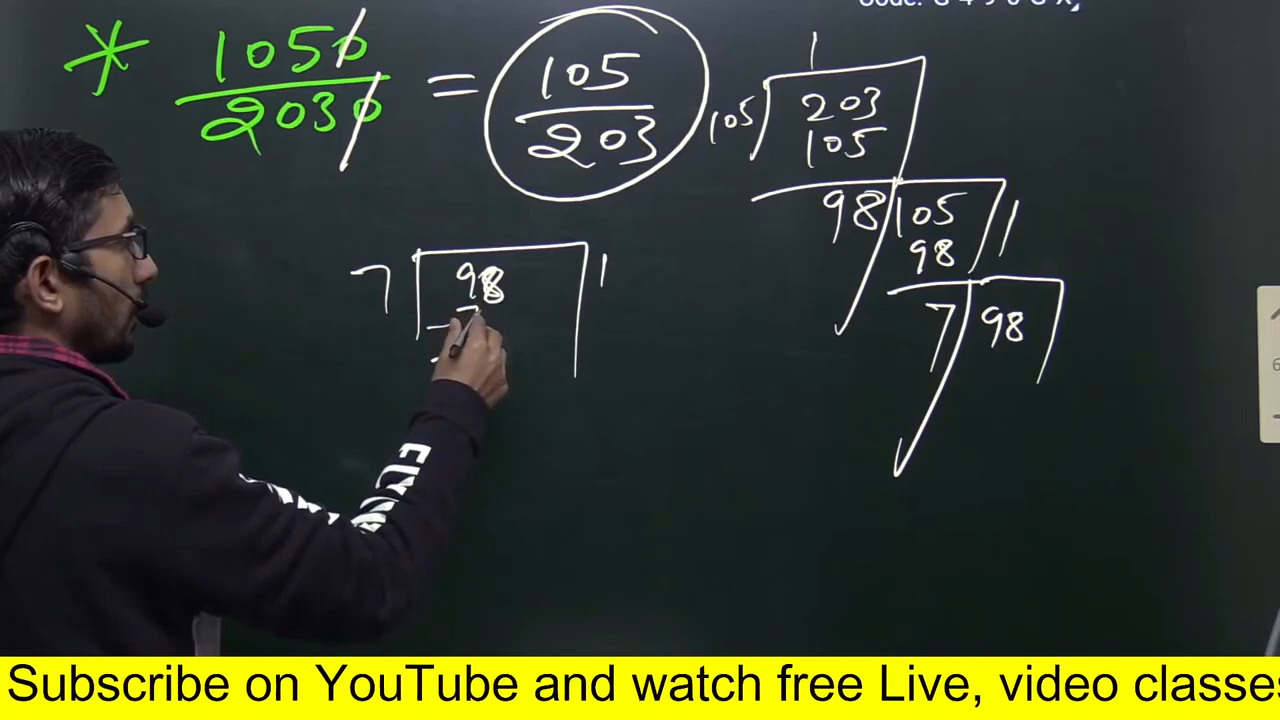 * 1050/2030 = 105/203
1
105 203
105
98 105 1
98
7 98
7 98 1
7
Subscribe on YouTube and watch free Live, video classes